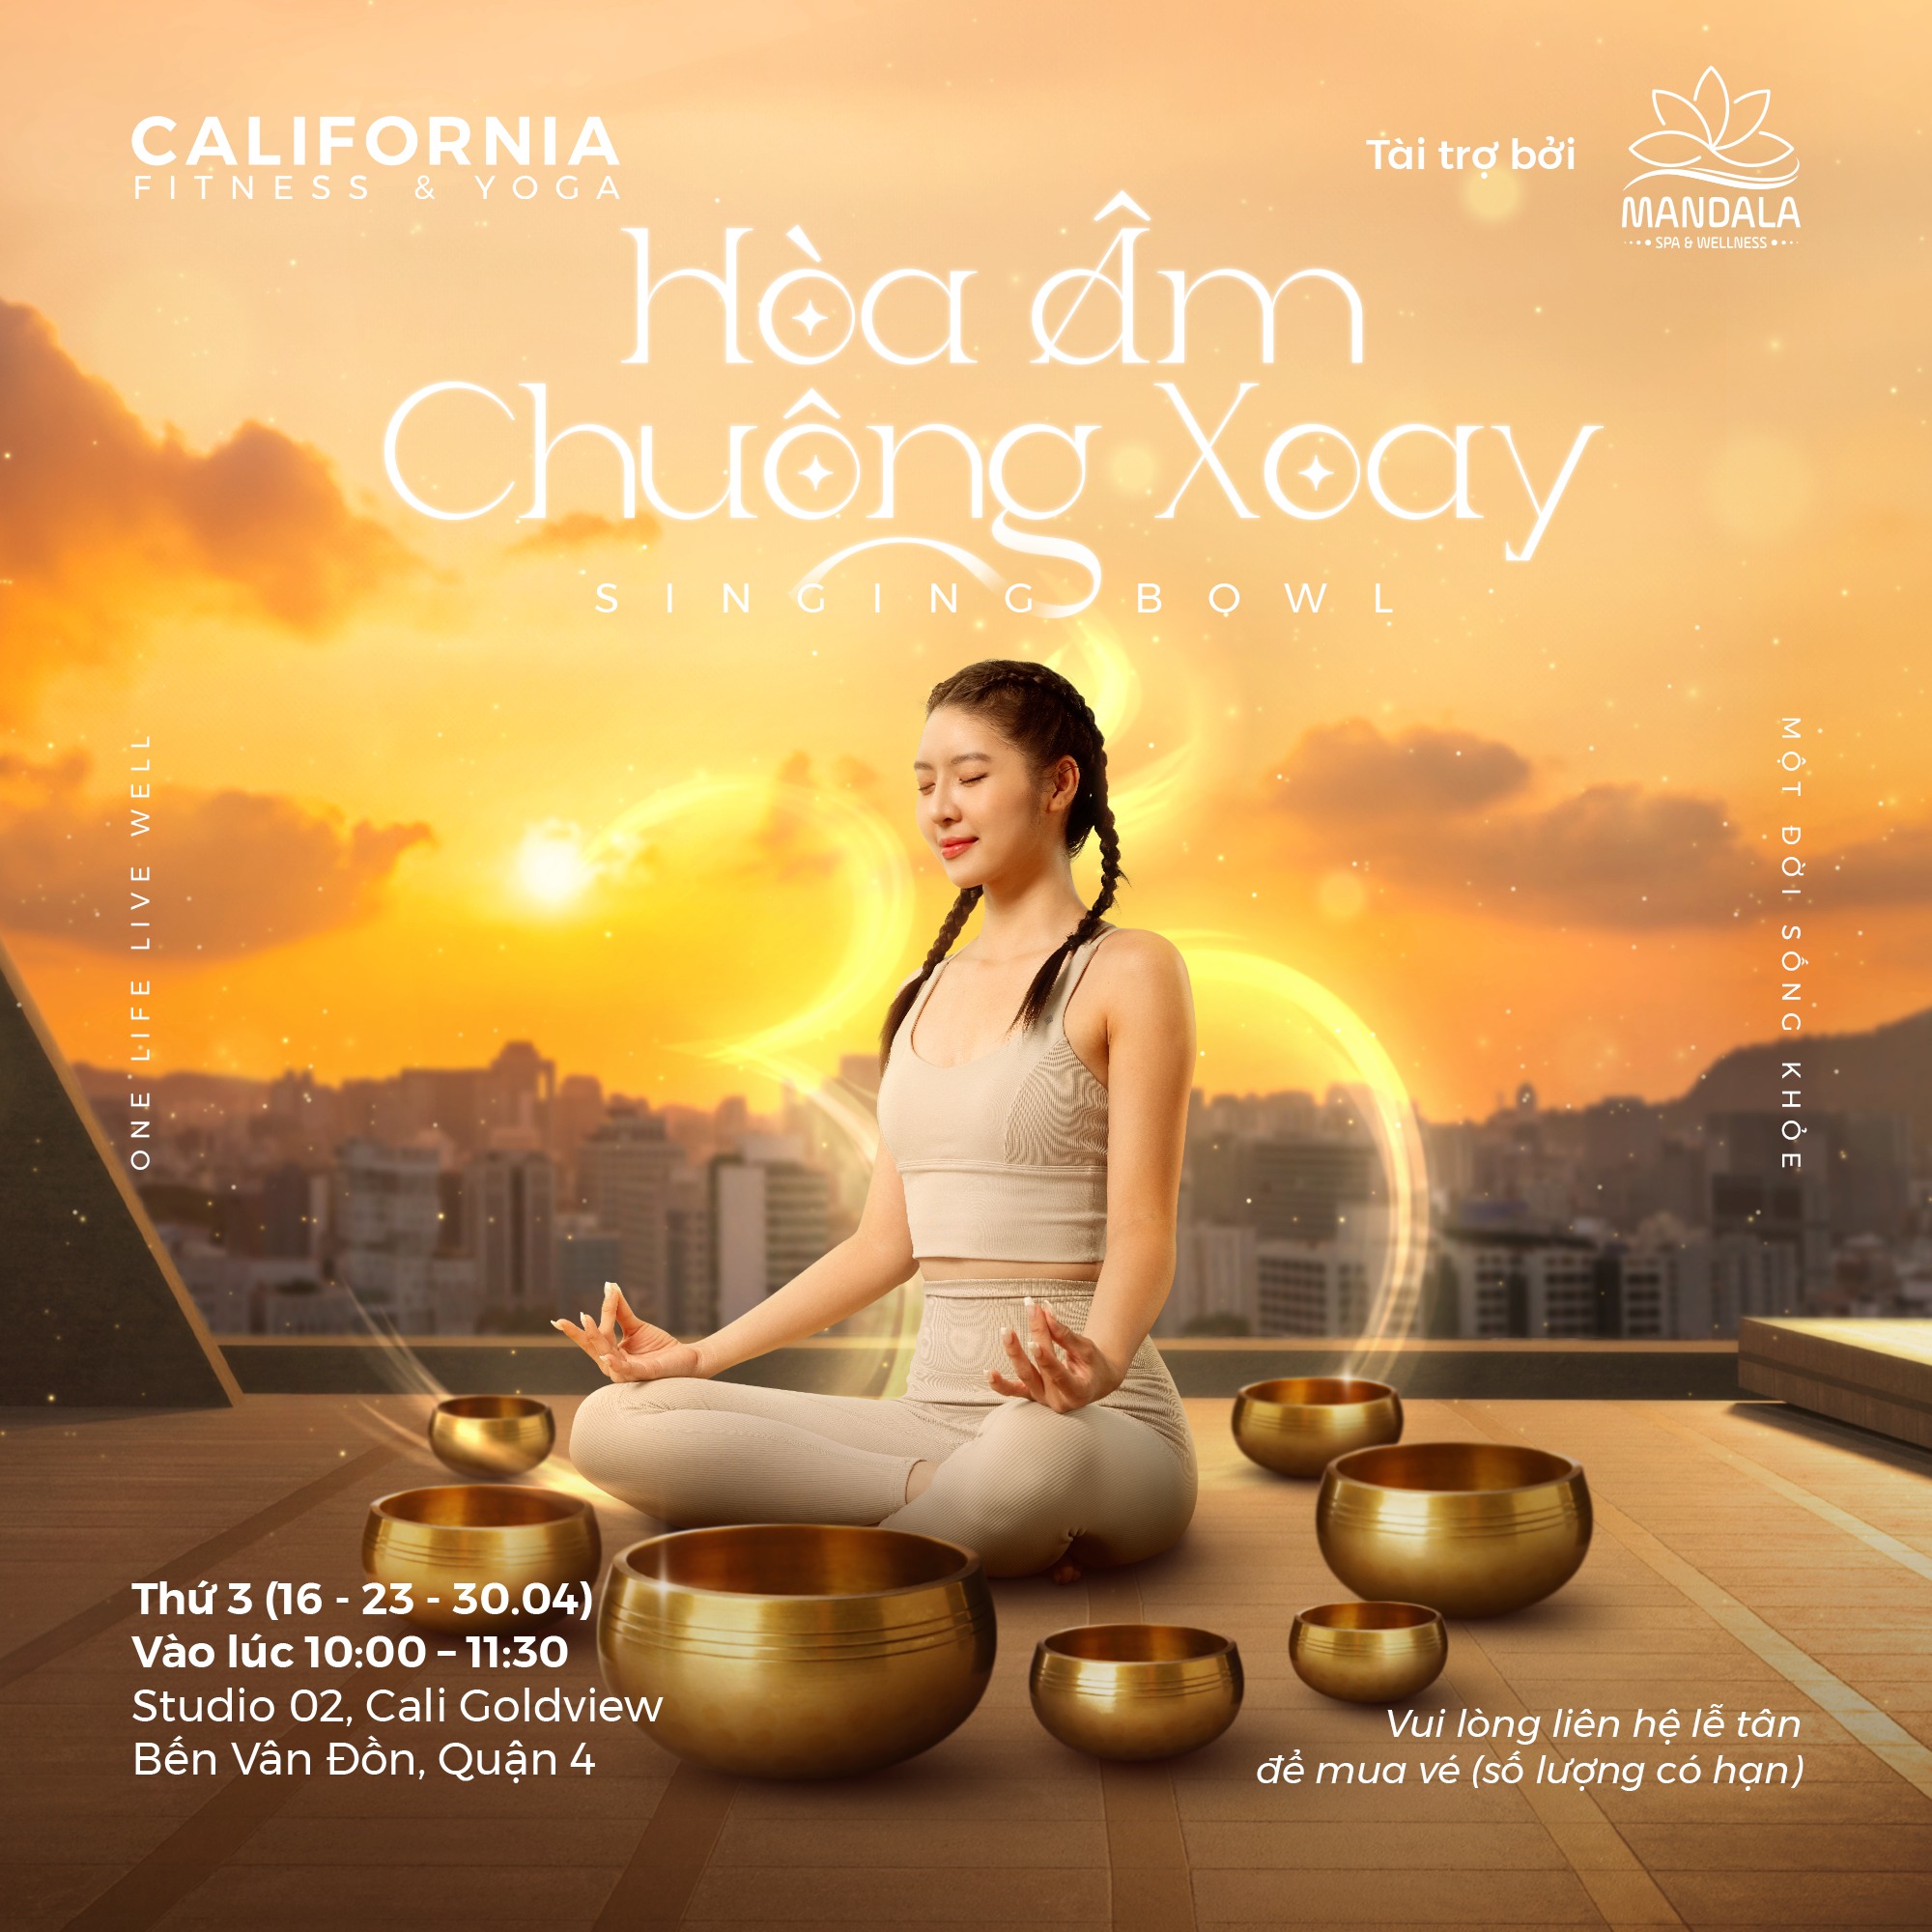 CALIFORNIA
FITNESS & YOGA
Tài trợ bởi
MANDALA
SPA & WELLNESS
Hòa Âm
Chuông Xoay
SINGING BOWL
ONE LIFE LIVE WELL
MỘT ĐỜI SỐNG KHỎE
Thứ 3 (16 - 23 - 30.04)
Vào lúc 10:00 – 11:30
Studio 02, Cali Goldview
Bến Vân Đồn, Quận 4
Vui lòng liên hệ lễ tân
để mua vé (số lượng có hạn)